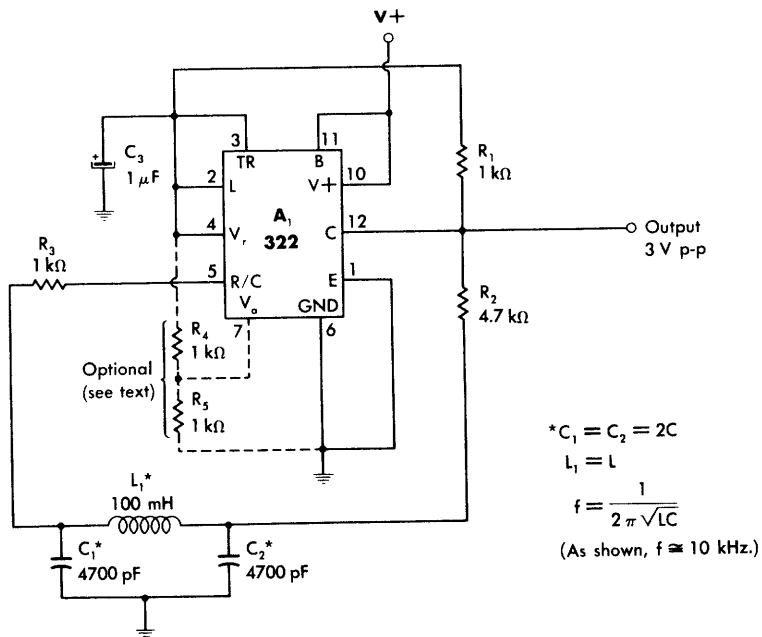 V+
C₃
1 μF
3
TR
11
B
2
L
V+
10
R₁
1 kΩ
A₁
322
4
Vᵣ
C
12
Output
3 V p-p
R₃
1 kΩ
5
R/C
E
1
Vₐ
GND
7
6
R₂
4.7 kΩ
R₄
1 kΩ
Optional
(see text)
R₅
1 kΩ
L₁*
100 mH
C₁*
4700 pF
C₂*
4700 pF
*C₁ = C₂ = 2C
L₁ = L
f = 1 / 2 π √LC
(As shown, f ≅ 10 kHz.)